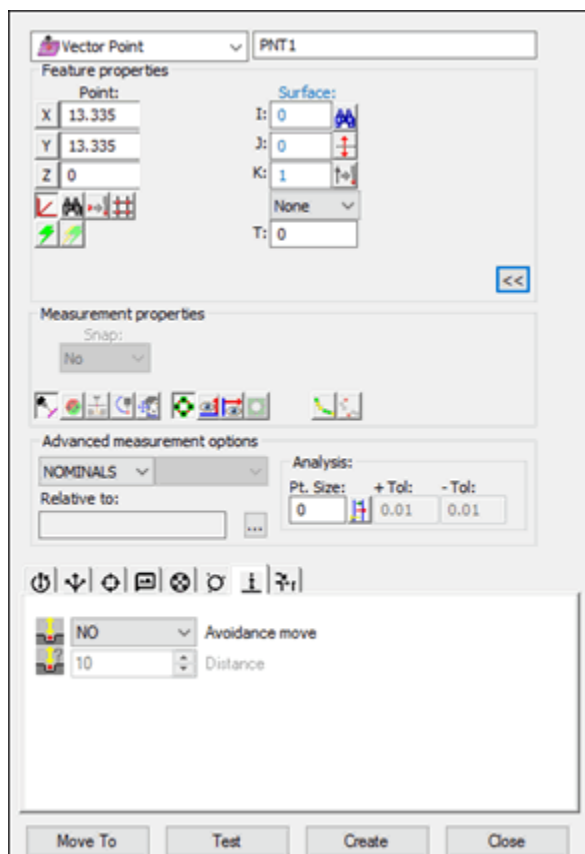 Vector Point PNT1
Feature properties
Point: Surface:
X 13.335 I: 0
Y 13.335 J: 0
Z 0 K: 1
None
T: 0
<<
Measurement properties
Snap:
No
Advanced measurement options
NOMINALS Analysis:
Pt. Size: + Tol: - Tol:
Relative to: 0 0.01 0.01
...
NO Avoidance move
10 Distance
Move To Test Create Close